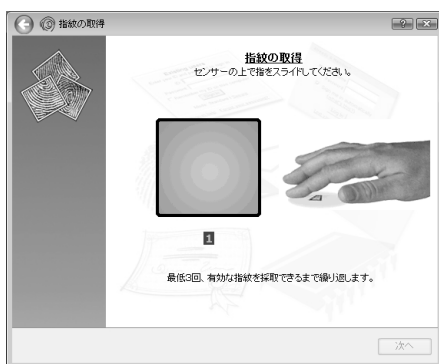 指紋の取得
指紋の取得
センサーの上で指をスライドしてください。
1
最低3回、有効な指紋を採取できるまで繰り返します。
次へ